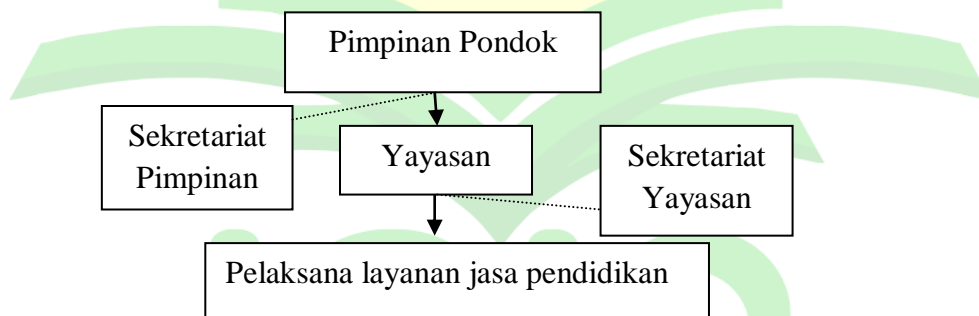 Pimpinan Pondok
Sekretariat
Pimpinan
Yayasan
Sekretariat
Yayasan
Pelaksana layanan jasa pendidikan